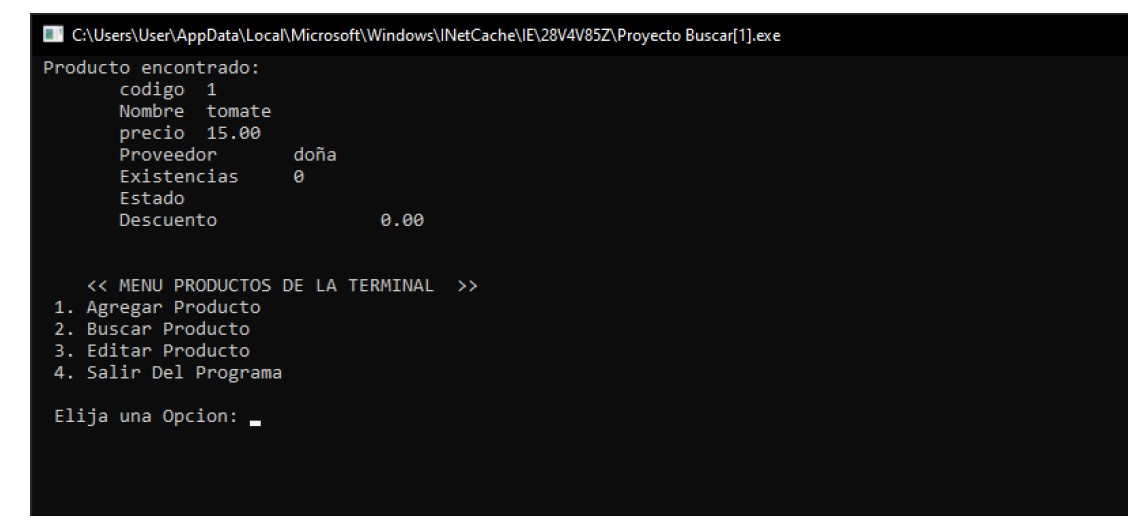 C:\Users\User\AppData\Local\Microsoft\Windows\INetCache\IE\28V4V85Z\Proyecto Buscar[1].exe
Producto encontrado:
codigo 1
Nombre tomate
precio 15.00
Proveedor doña
Existencias 0
Estado
Descuento 0.00
<< MENU PRODUCTOS DE LA TERMINAL >>
1. Agregar Producto
2. Buscar Producto
3. Editar Producto
4. Salir Del Programa
Elija una Opcion: _